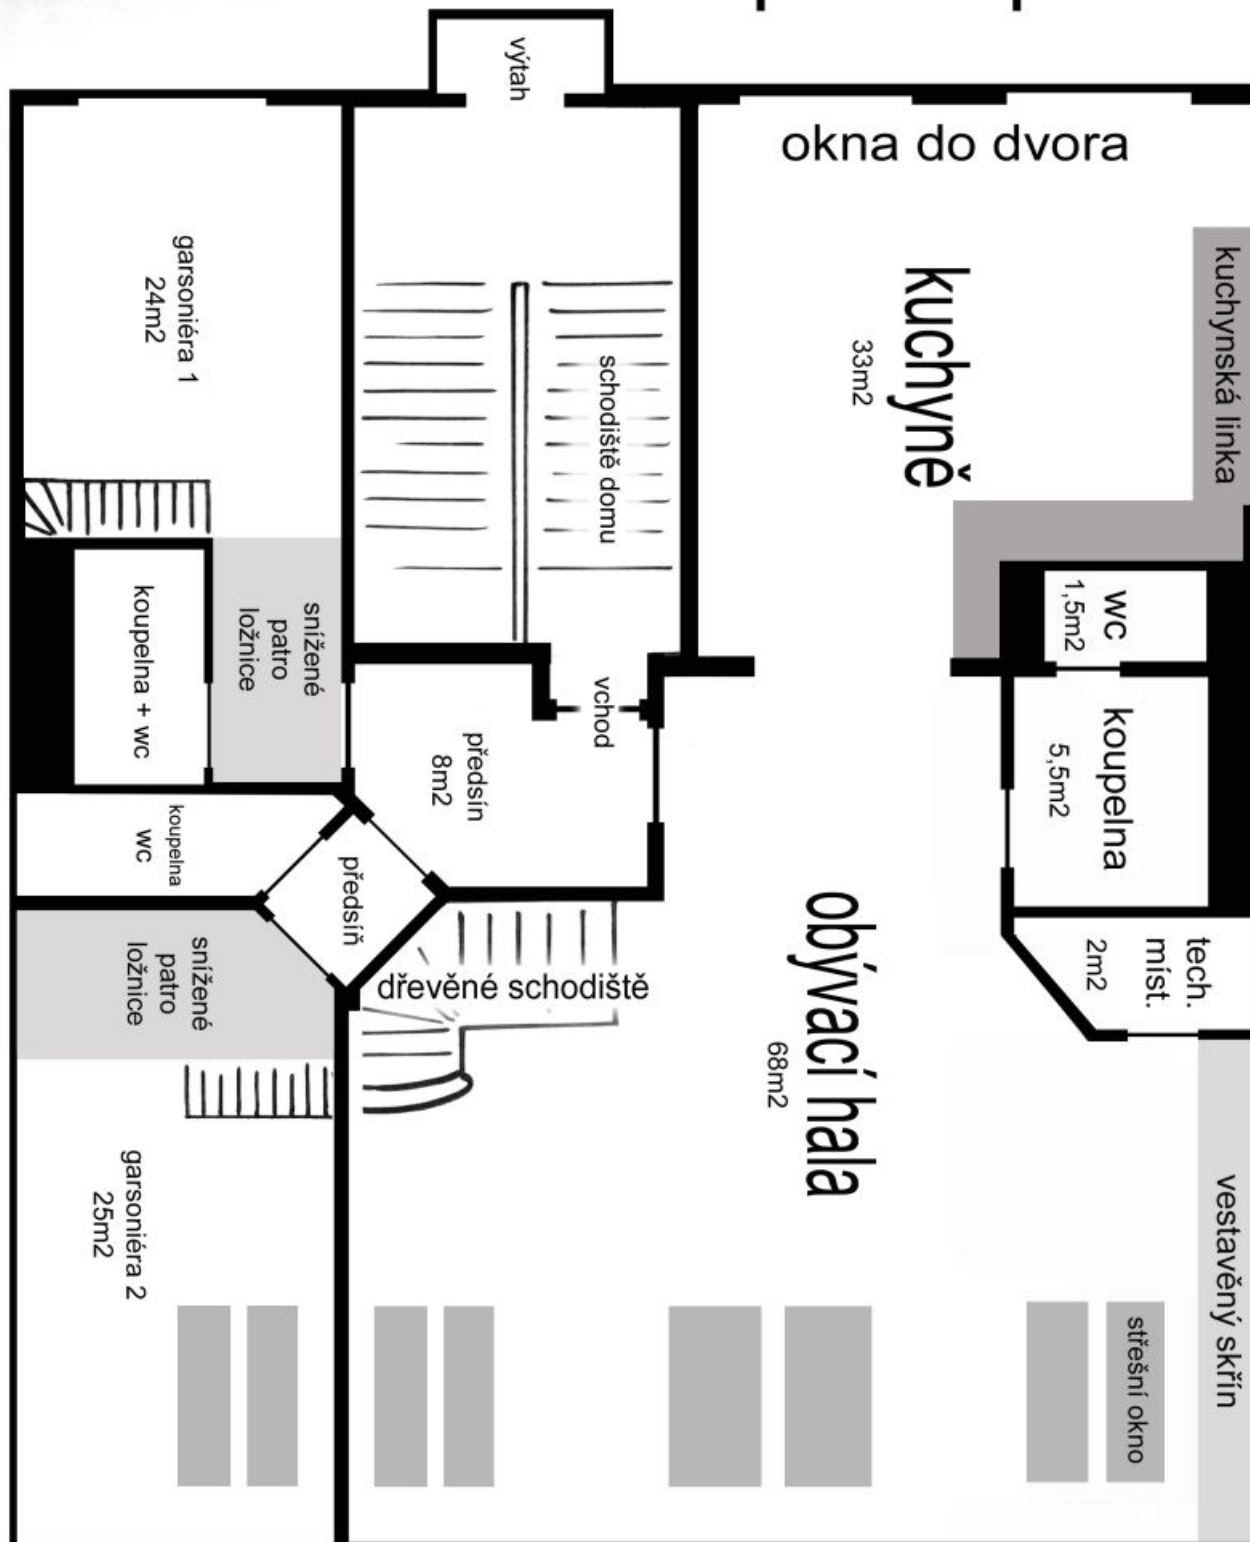 výtah
okna do dvora
garsoniéra 1
24m2
schodiště domu
kuchyně
33m2
kuchynská linka
koupelna + wc
snížené
patro
ložnice
wc
1,5m2
vchod
předsín
8m2
koupelna
5,5m2
koupelna
wc
předsíň
snížené
patro
ložnice
dřevěné schodiště
obývací hala
68m2
tech.
míst.
2m2
garsoniéra 2
25m2
střešní okno
vestavěný skřín